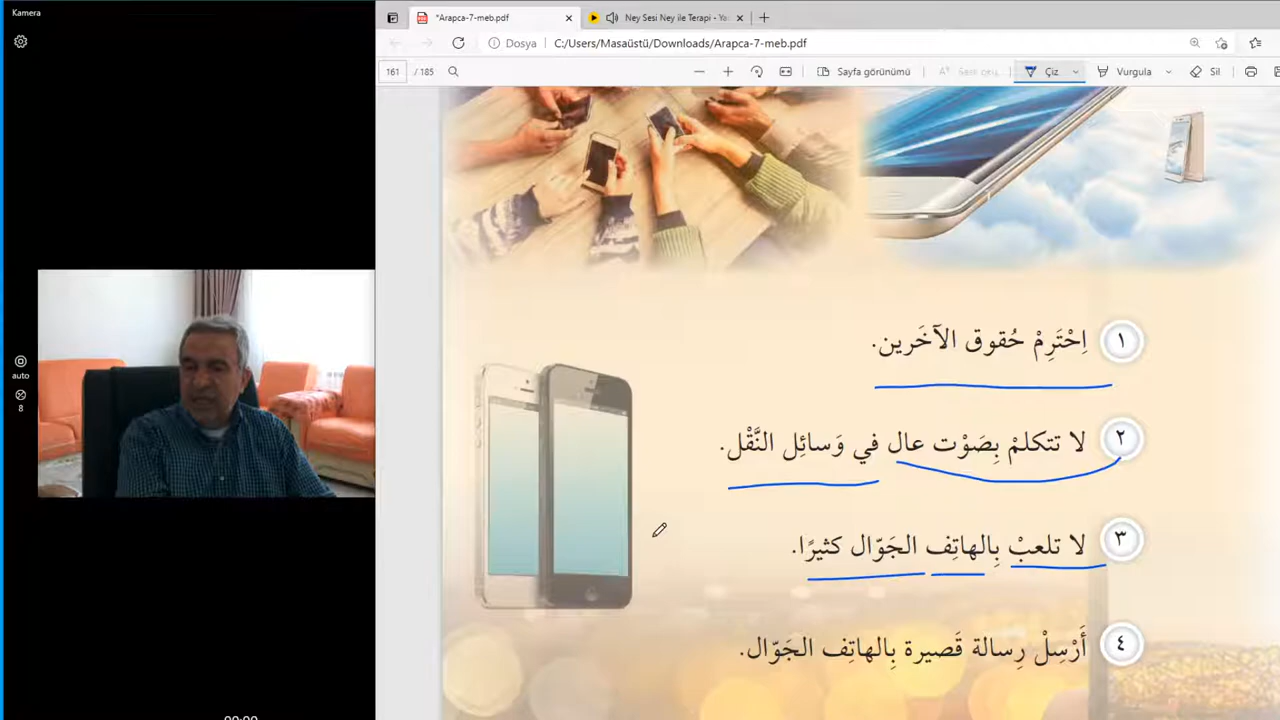 Kamera
*Arapca-7-meb.pdf
Ney Sesi Ney ile Terapi - Yo
Dosya C:/Users/Masaüstü/Downloads/Arapca-7-meb.pdf
161 / 185
Sayfa görünümü
Çiz
Vurgula
Sil
auto
8
١ اِحْتَرِمْ حُقوق الآخَرين.
٢ لا تتكلمْ بِصَوْت عال في وَسائِل النَّقْل.
٣ لا تلعبْ بِالهاتِف الجَوّال كثيرًا.
٤ أَرْسِلْ رِسالة قَصيرة بِالهاتِف الجَوّال.